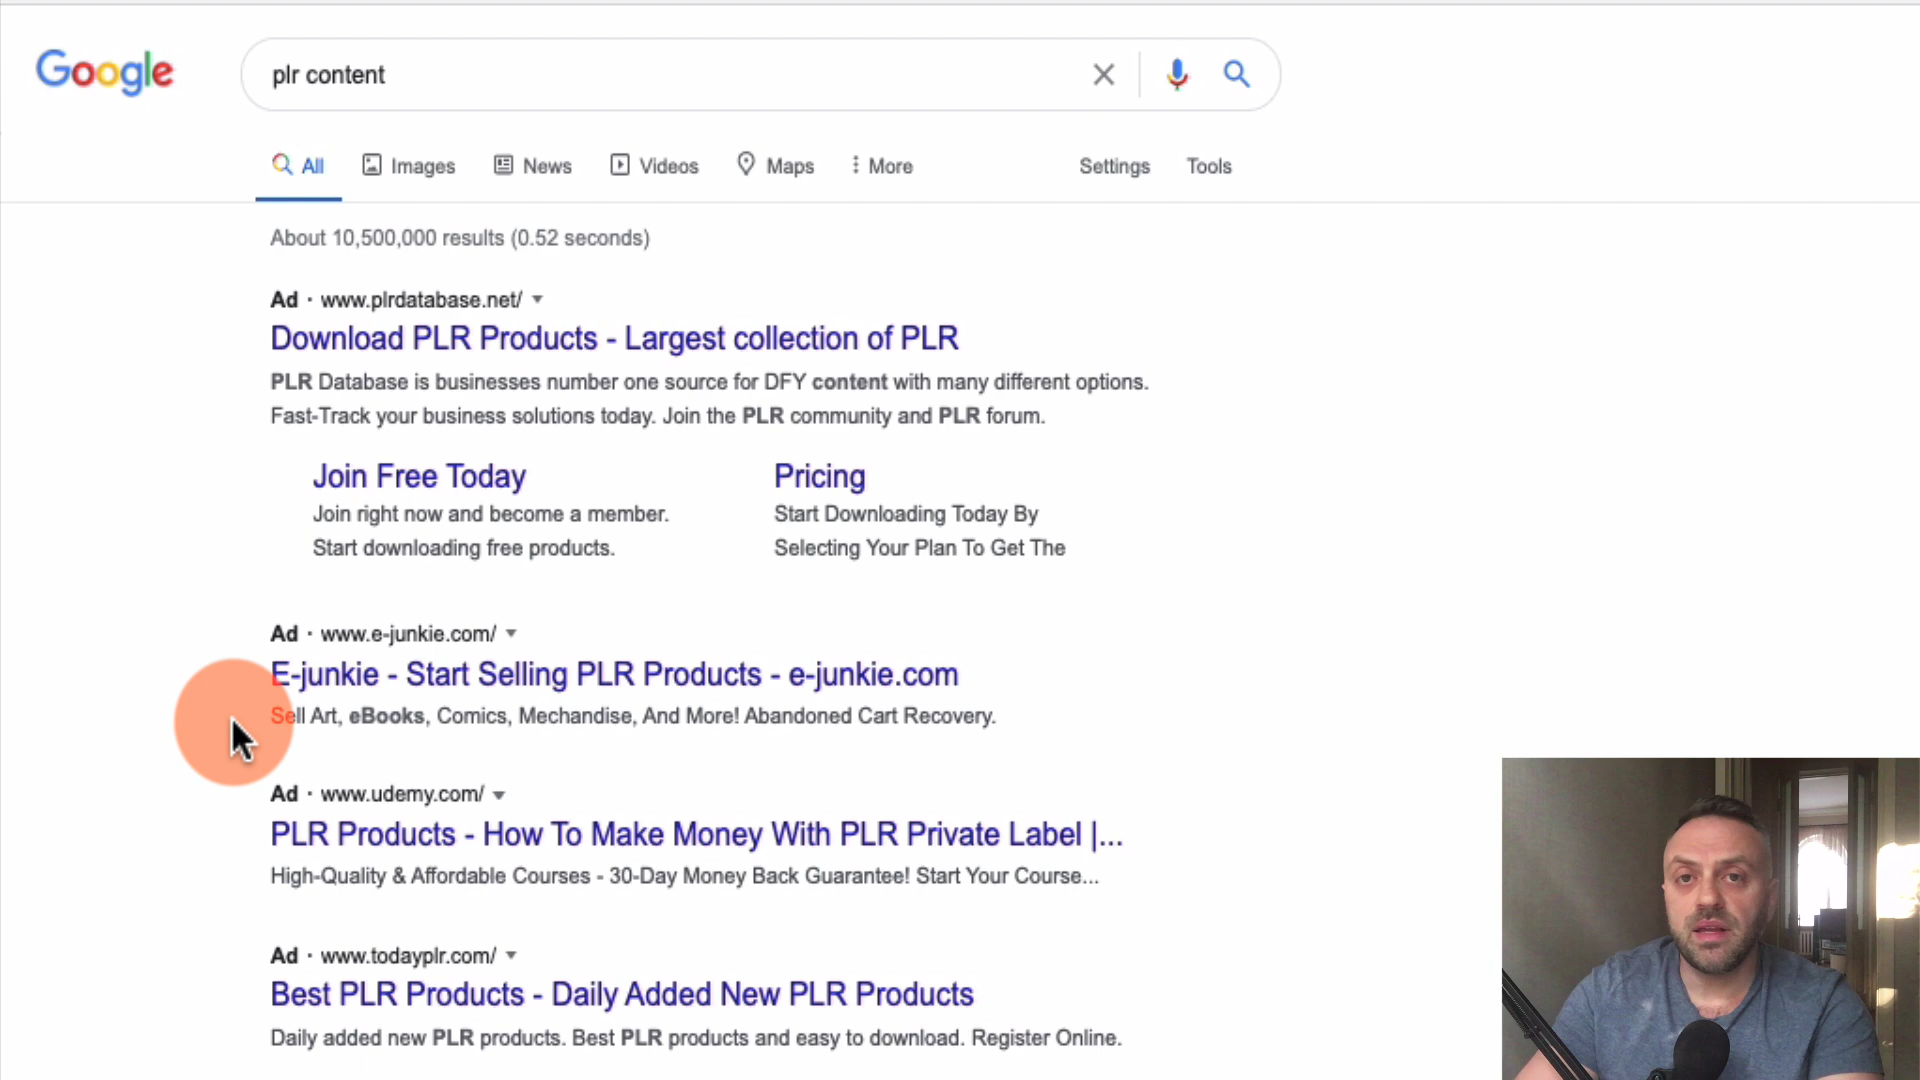 Google
plr content
All Images News Videos Maps More Settings Tools
About 10,500,000 results (0.52 seconds)
Ad · www.plrdatabase.net/
Download PLR Products - Largest collection of PLR
PLR Database is businesses number one source for DFY content with many different options.
Fast-Track your business solutions today. Join the PLR community and PLR forum.
Join Free Today
Join right now and become a member.
Start downloading free products.
Pricing
Start Downloading Today By
Selecting Your Plan To Get The
Ad · www.e-junkie.com/
E-junkie - Start Selling PLR Products - e-junkie.com
Sell Art, eBooks, Comics, Mechandise, And More! Abandoned Cart Recovery.
Ad · www.udemy.com/
PLR Products - How To Make Money With PLR Private Label |...
High-Quality & Affordable Courses - 30-Day Money Back Guarantee! Start Your Course...
Ad · www.todayplr.com/
Best PLR Products - Daily Added New PLR Products
Daily added new PLR products. Best PLR products and easy to download. Register Online.